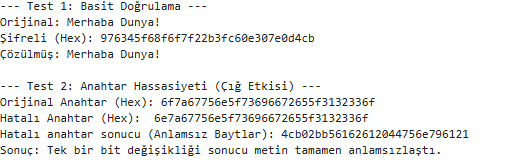 --- Test 1: Basit Doğrulama ---
Orijinal: Merhaba Dunya!
Şifreli (Hex): 976345f68f6f7f22b3fc60e307e0d4cb
Çözülmüş: Merhaba Dunya!
--- Test 2: Anahtar Hassasiyeti (Çığ Etkisi) ---
Orijinal Anahtar (Hex): 6f7a67756e5f73696672655f3132336f
Hatalı Anahtar (Hex):  6e7a67756e5f73696672655f3132336f
Hatalı anahtar sonucu (Anlamsız Baytlar): 4cb02bb56162612044756e796121
Sonuç: Tek bir bit değişikliği sonucu metin tamamen anlamsızlaştı.